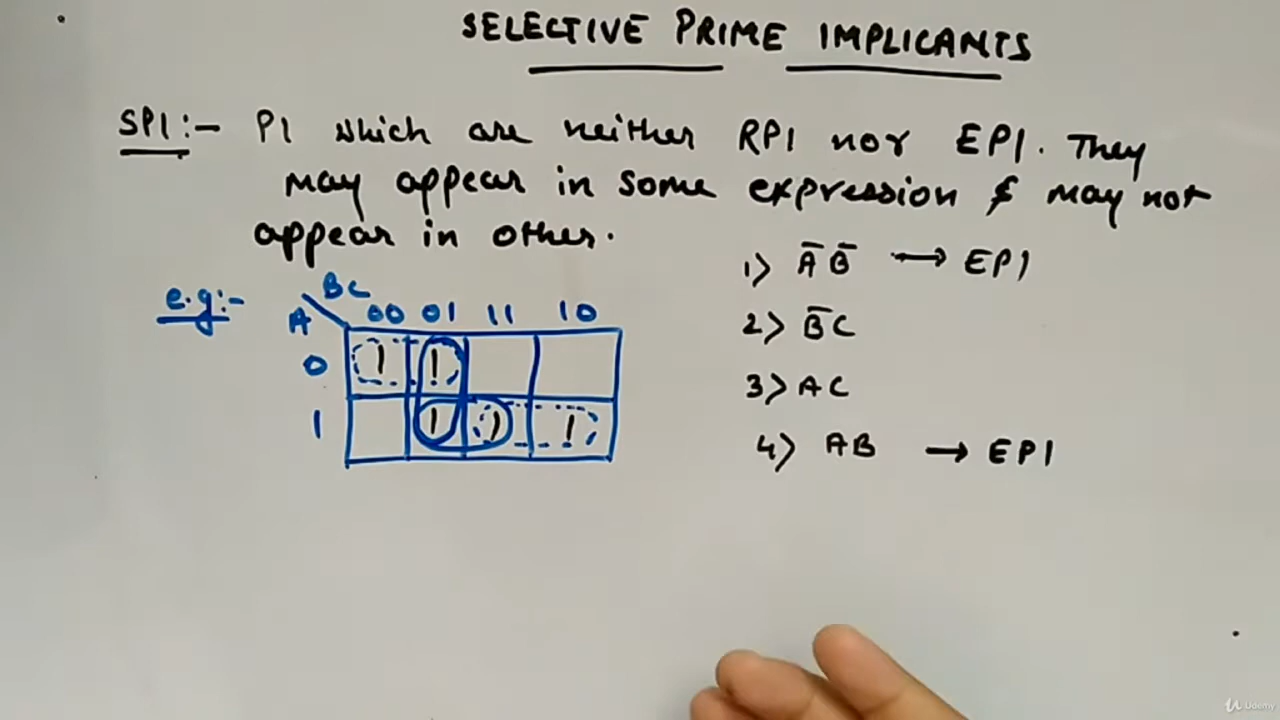 SELECTIVE PRIME IMPLICANTS
SPI:- PI which are neither RPI nor EPI. They
may appear in some expression & may not
appear in other.
1> A̅ B̅ → EPI
e.g:-
BC
A 00 01 11 10
2> B̅C
0 1 1
3> AC
1 1 1 1
4> AB → EPI
Udemy